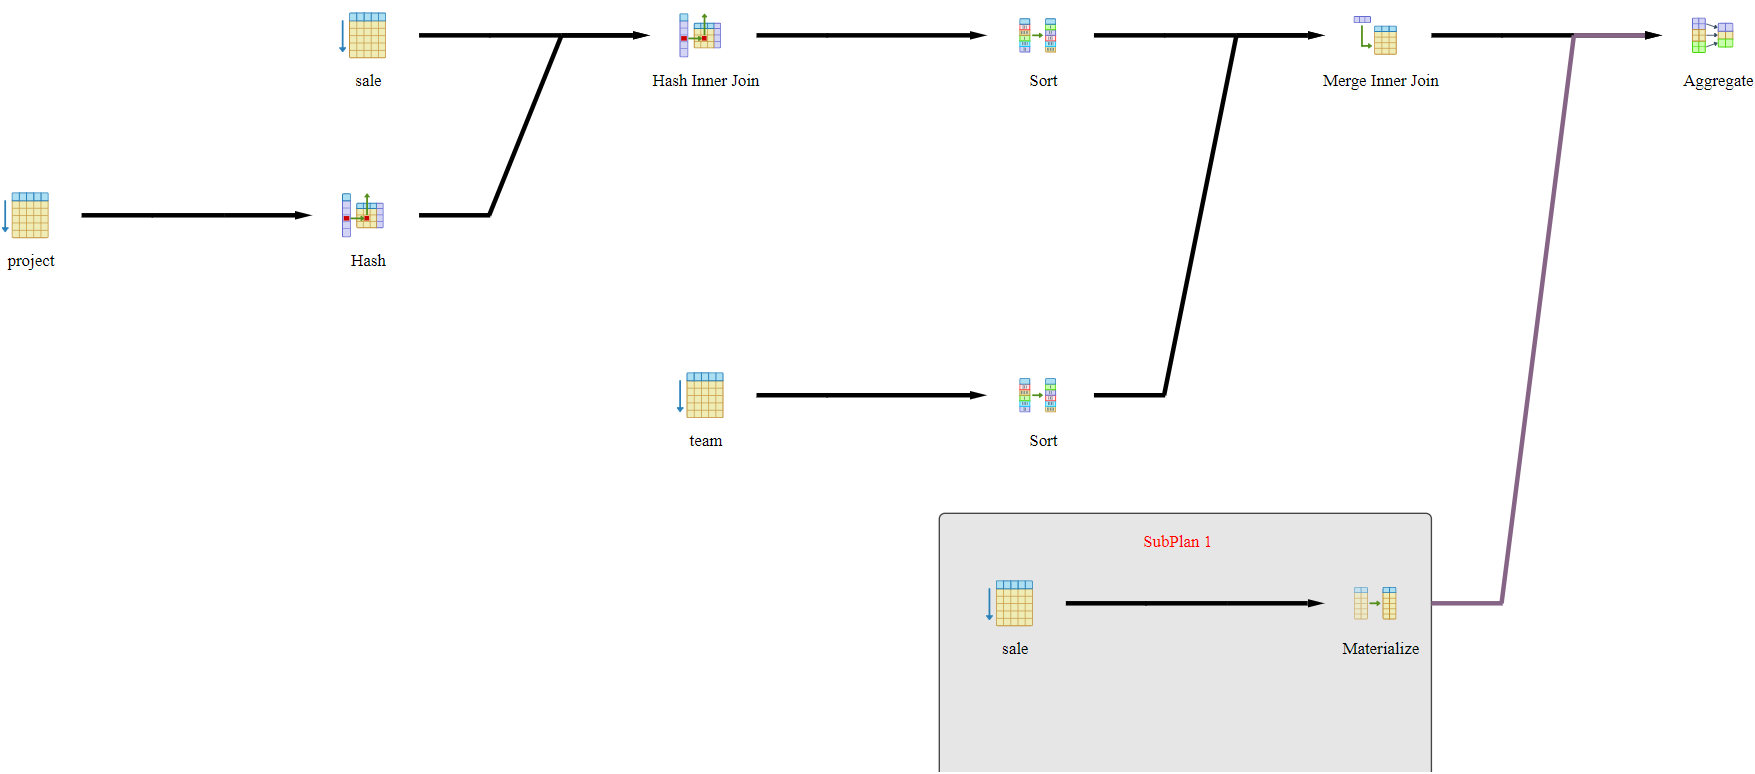 sale
Hash Inner Join
Sort
Merge Inner Join
Aggregate
project
Hash
team
Sort
SubPlan 1
sale
Materialize